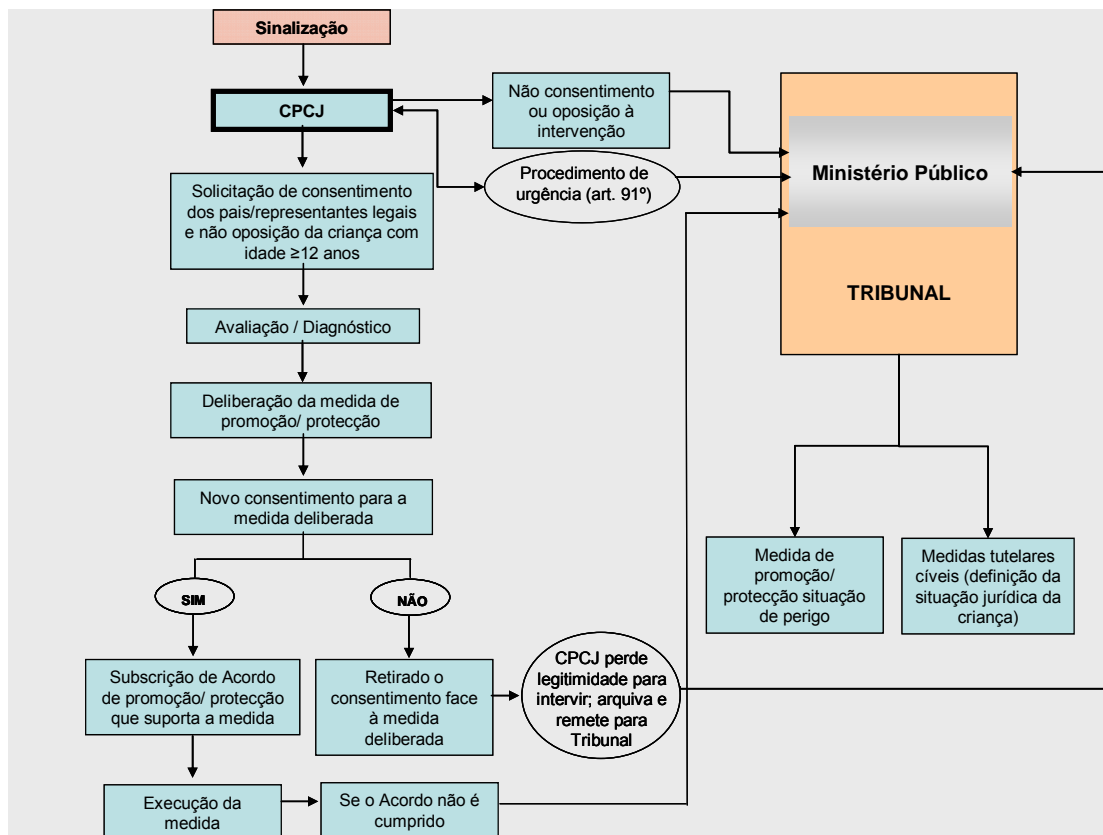 Sinalização
CPCJ
Não consentimento
ou oposição à
intervenção
Procedimento de
urgência (art. 91º)
Ministério Público
TRIBUNAL
Solicitação de consentimento
dos pais/representantes legais
e não oposição da criança com
idade ≥12 anos
Avaliação / Diagnóstico
Deliberação da medida de
promoção/ protecção
Novo consentimento para a
medida deliberada
SIM
NÃO
Medida de
promoção/
protecção situação
de perigo
Medidas tutelares
cíveis (definição da
situação jurídica da
criança)
Subscrição de Acordo
de promoção/ protecção
que suporta a medida
Retirado o
consentimento face
à medida
deliberada
CPCJ perde
legitimidade para
intervir; arquiva e
remete para
Tribunal
Execução da
medida
Se o Acordo não é
cumprido